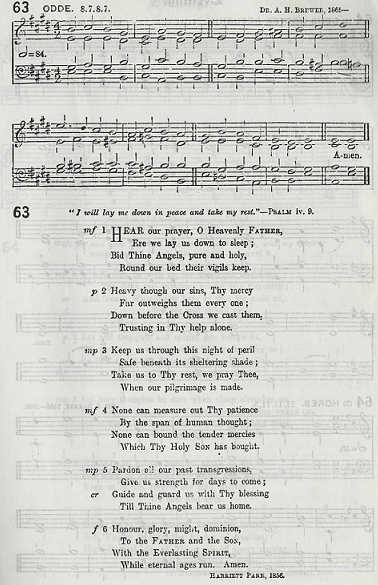 63 ODDE. 8.7.8.7. DR. A. H. BREWER, 1865—
=84.
A-men.
63 "I will lay me down in peace and take my rest."—PSALM iv. 9.
mf 1 HEAR our prayer, O Heavenly FATHER,
Ere we lay us down to sleep;
Bid Thine Angels, pure and holy,
Round our bed their vigils keep.
p 2 Heavy though our sins, Thy mercy
Far outweighs them every one;
Down before the Cross we cast them,
Trusting in Thy help alone.
mp 3 Keep us through this night of peril
Safe beneath its sheltering shade;
Take us to Thy rest, we pray Thee,
When our pilgrimage is made.
mf 4 None can measure out Thy patience
By the span of human thought;
None can bound the tender mercies
Which Thy Holy SON has bought.
mp 5 Pardon all our past transgressions,
Give us strength for days to come;
cr Guide and guard us with Thy blessing
Till Thine Angels bear us home.
f 6 Honour, glory, might, dominion,
To the FATHER and the SON,
With the Everlasting SPIRIT,
While eternal ages run. Amen.
HARRIETT PARR, 1856.